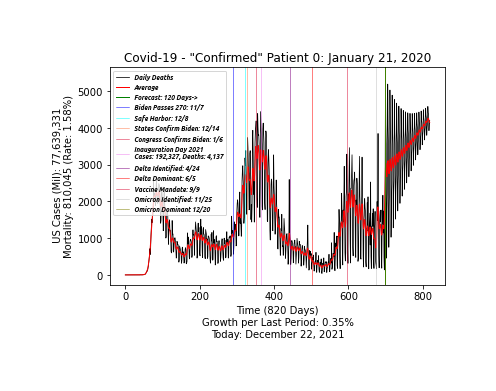 Covid-19 - "Confirmed" Patient 0: January 21, 2020
Daily Deaths
Average
Forecast: 120 Days->
Biden Passes 270: 11/7
Safe Harbor: 12/8
States Confirm Biden: 12/14
Congress Confirms Biden: 1/6
Inauguration Day 2021
Cases: 192,327, Deaths: 4,137
Delta Identified: 4/24
Delta Dominant: 6/5
Vaccine Mandate: 9/9
Omicron Identified: 11/25
Omicron Dominant 12/20
US Cases (Mil): 77,639,331
Mortality: 810,045 (Rate: 1.58%)
5000
4000
3000
2000
1000
0
0 200 400 600 800
Time (820 Days)
Growth per Last Period: 0.35%
Today: December 22, 2021